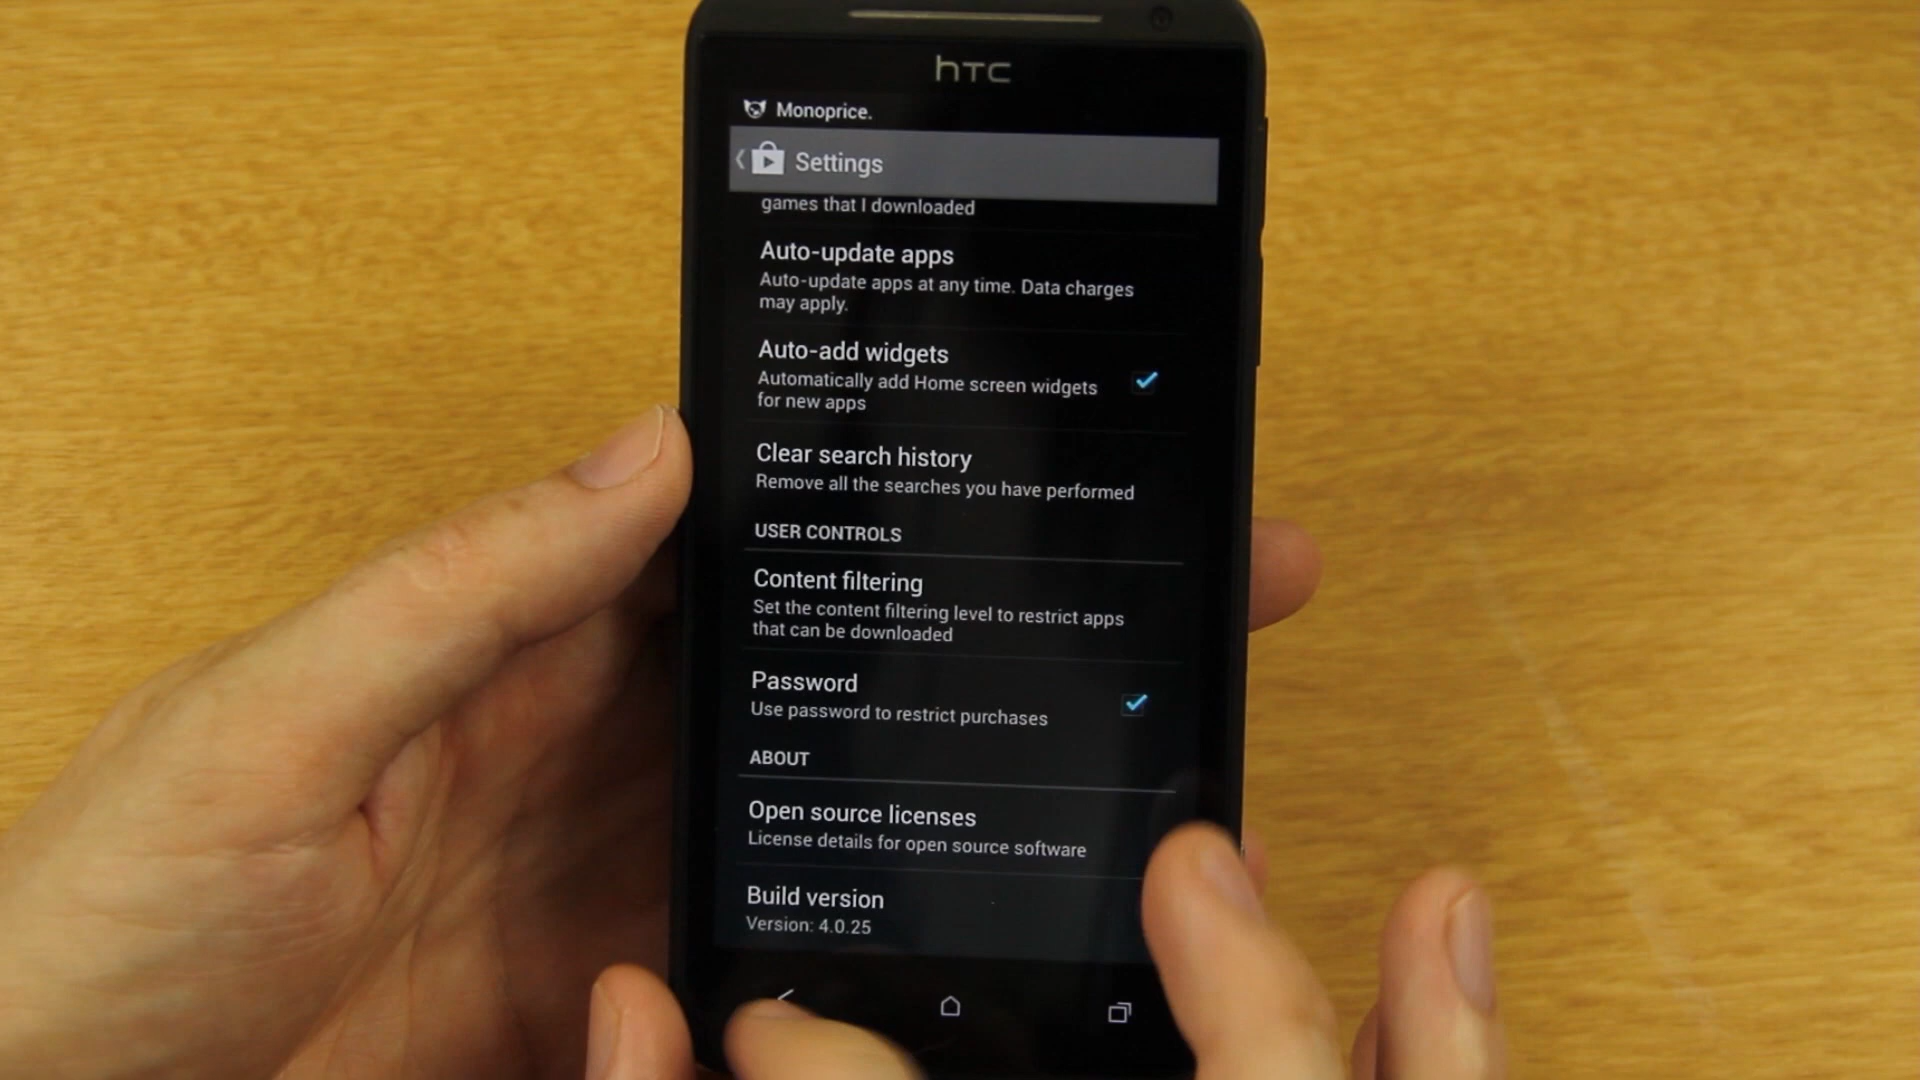 hTC
Monoprice.
Settings
games that I downloaded
Auto-update apps
Auto-update apps at any time. Data charges
may apply.
Auto-add widgets
Automatically add Home screen widgets
for new apps
Clear search history
Remove all the searches you have performed
USER CONTROLS
Content filtering
Set the content filtering level to restrict apps
that can be downloaded
Password
Use password to restrict purchases
ABOUT
Open source licenses
License details for open source software
Build version
Version: 4.0.25